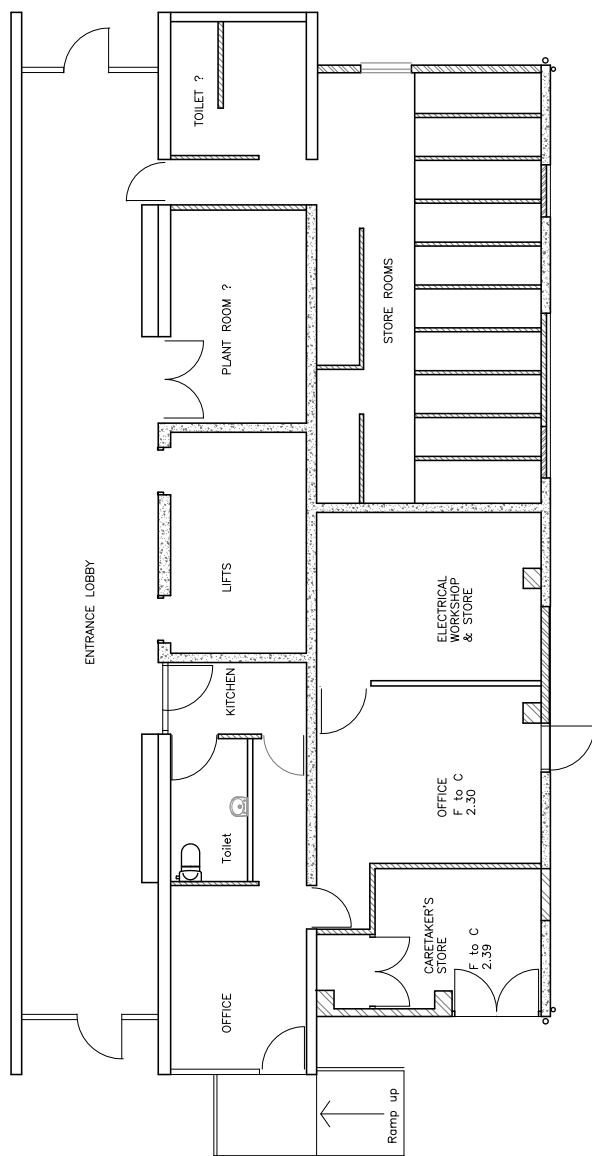 TOILET ?
PLANT ROOM ?
STORE ROOMS
ENTRANCE LOBBY
LIFTS
ELECTRICAL
WORKSHOP
& STORE
KITCHEN
OFFICE
F to C
2.30
Toilet
CARETAKER'S
STORE
F to C
2.39
OFFICE
Ramp up